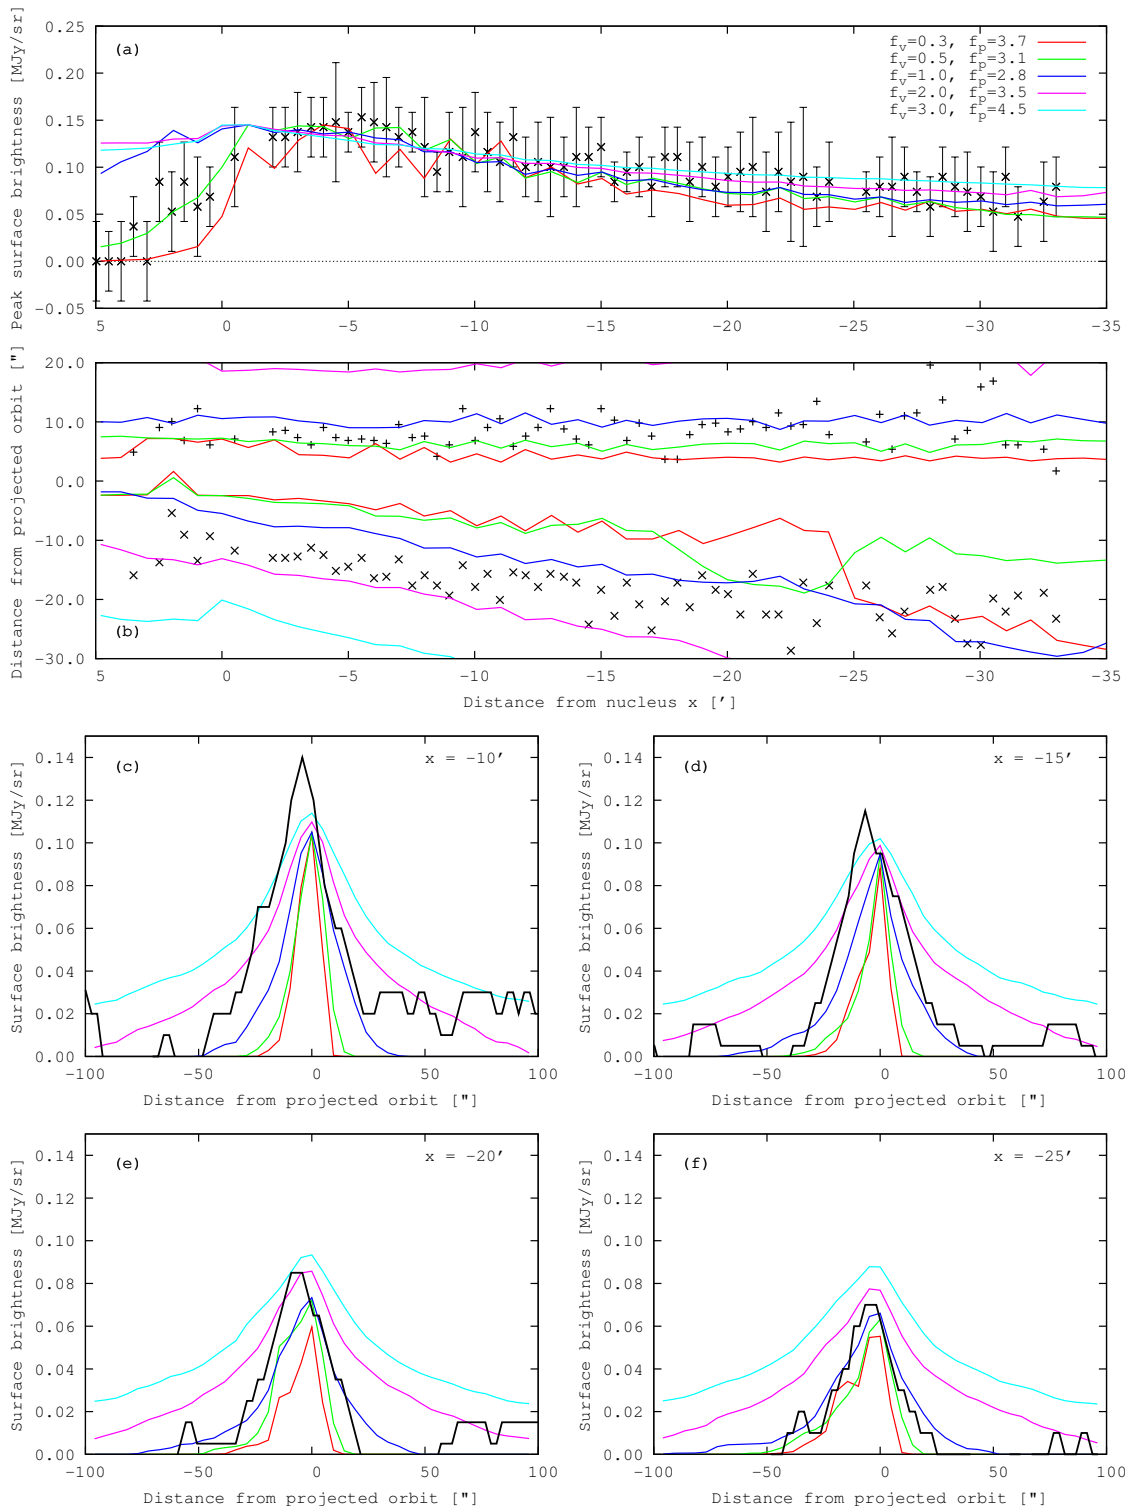 Peak surface brightness [MJy/sr]
(a)
f_v=0.3, f_p=3.7
f_v=0.5, f_p=3.1
f_v=1.0, f_p=2.8
f_v=2.0, f_p=3.5
f_v=3.0, f_p=4.5
0.25
0.20
0.15
0.10
0.05
0.00
-0.05
5 0 -5 -10 -15 -20 -25 -30 -35
Distance from projected orbit ["]
20.0
10.0
0.0
-10.0
-20.0
-30.0
(b)
5 0 -5 -10 -15 -20 -25 -30 -35
Distance from nucleus x [′]
Surface brightness [MJy/sr]
(c)
x = -10′
0.14
0.12
0.10
0.08
0.06
0.04
0.02
0.00
-100 -50 0 50 100
Distance from projected orbit ["]
Surface brightness [MJy/sr]
(d)
x = -15′
0.14
0.12
0.10
0.08
0.06
0.04
0.02
0.00
-100 -50 0 50 100
Distance from projected orbit ["]
Surface brightness [MJy/sr]
(e)
x = -20′
0.14
0.12
0.10
0.08
0.06
0.04
0.02
0.00
-100 -50 0 50 100
Distance from projected orbit ["]
Surface brightness [MJy/sr]
(f)
x = -25′
0.14
0.12
0.10
0.08
0.06
0.04
0.02
0.00
-100 -50 0 50 100
Distance from projected orbit ["]